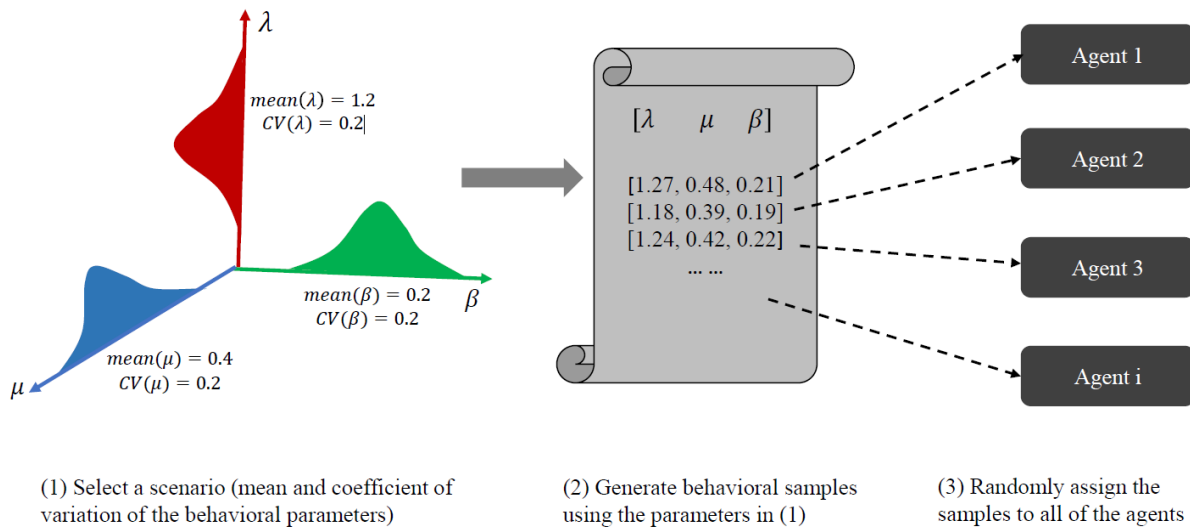 λ
mean(λ) = 1.2
CV(λ) = 0.2|
mean(β) = 0.2
CV(β) = 0.2
β
mean(μ) = 0.4
CV(μ) = 0.2
μ
[λ μ β]
[1.27, 0.48, 0.21]
[1.18, 0.39, 0.19]
[1.24, 0.42, 0.22]
... ...
Agent 1
Agent 2
Agent 3
Agent i
(1) Select a scenario (mean and coefficient of
variation of the behavioral parameters)
(2) Generate behavioral samples
using the parameters in (1)
(3) Randomly assign the
samples to all of the agents